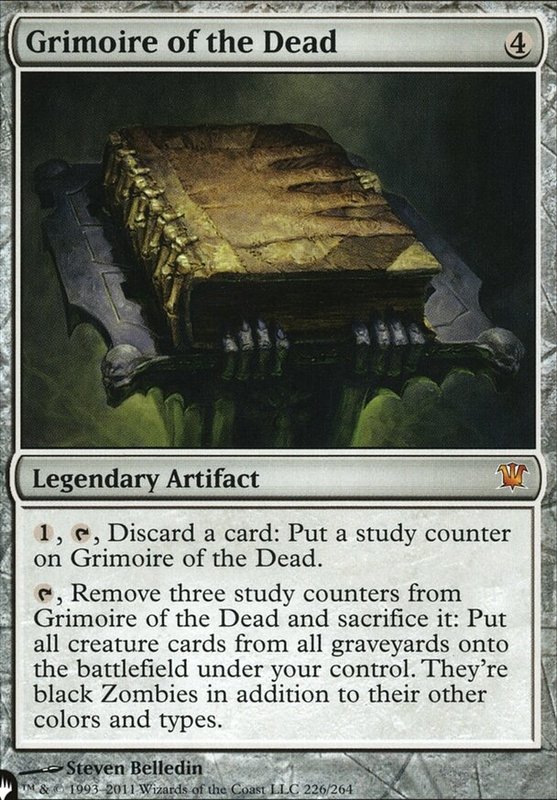 Grimoire of the Dead 4
Legendary Artifact
1, , Discard a card: Put a study counter
on Grimoire of the Dead.
, Remove three study counters from
Grimoire of the Dead and sacrifice it: Put
all creature cards from all graveyards onto
the battlefield under your control. They're
black Zombies in addition to their other
colors and types.
Steven Belledin
™ & © 1993–2011 Wizards of the Coast LLC 226/264